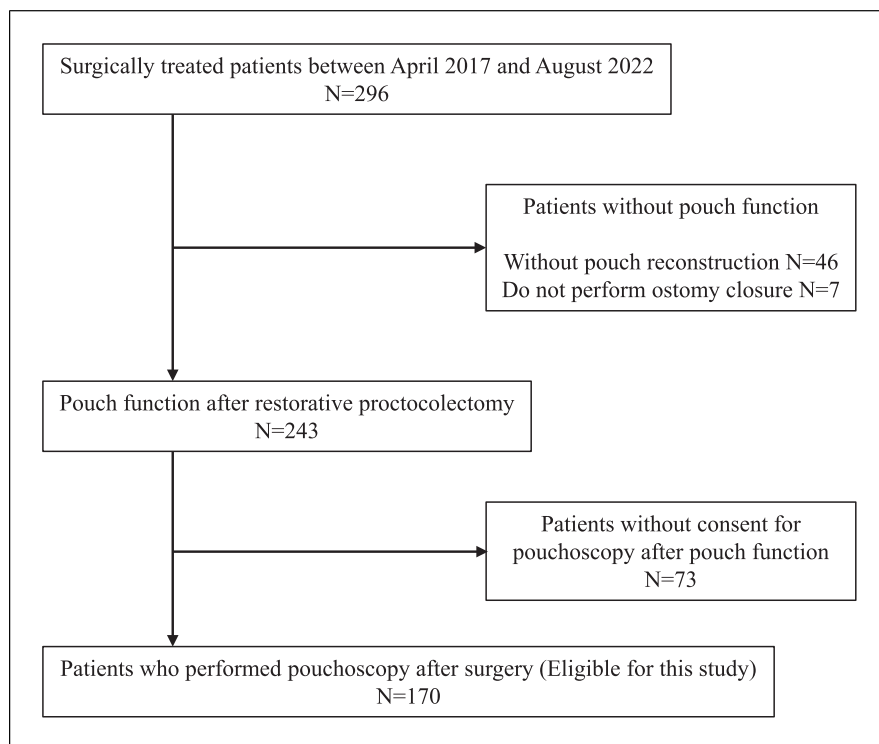 Surgically treated patients between April 2017 and August 2022
N=296
Patients without pouch function
Without pouch reconstruction N=46
Do not perform ostomy closure N=7
Pouch function after restorative proctocolectomy
N=243
Patients without consent for
pouchoscopy after pouch function
N=73
Patients who performed pouchoscopy after surgery (Eligible for this study)
N=170